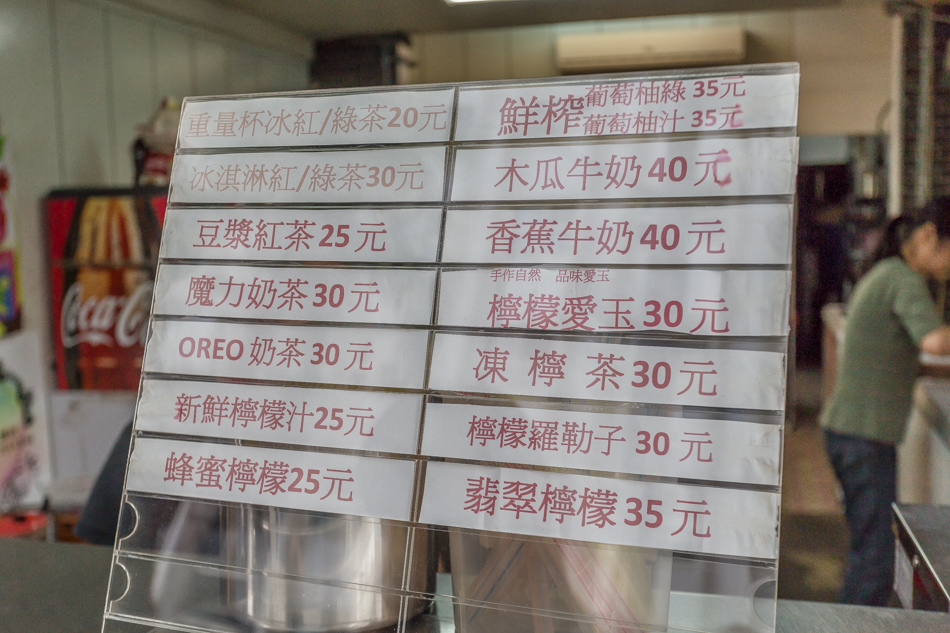 重量杯冰紅/綠茶20元
冰淇淋紅/綠茶30元
豆漿紅茶25元
魔力奶茶30元
OREO奶茶30元
新鮮檸檬汁25元
蜂蜜檸檬25元
鮮榨葡萄柚綠 35元
葡萄柚汁 35元
木瓜牛奶40元
香蕉牛奶40元
手作自然 品味愛玉
檸檬愛玉30元
凍檸茶30元
檸檬羅勒子30元
翡翠檸檬35元
Coca-Co